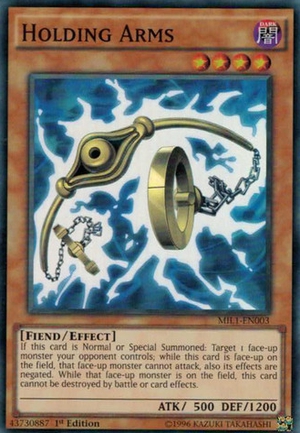 HOLDING ARMS
DARK
闇
MIL1-EN003
[FIEND/EFFECT]
If this card is Normal or Special Summoned: Target 1 face-up
monster your opponent controls; while this card is face-up on
the field, that face-up monster cannot attack, also its effects are
negated. While that monster is on the field, this card
cannot be destroyed by battle or card effects.
ATK/ 500 DEF/1200
43730887 1st Edition ©1996 KAZUKI TAKAHASHI